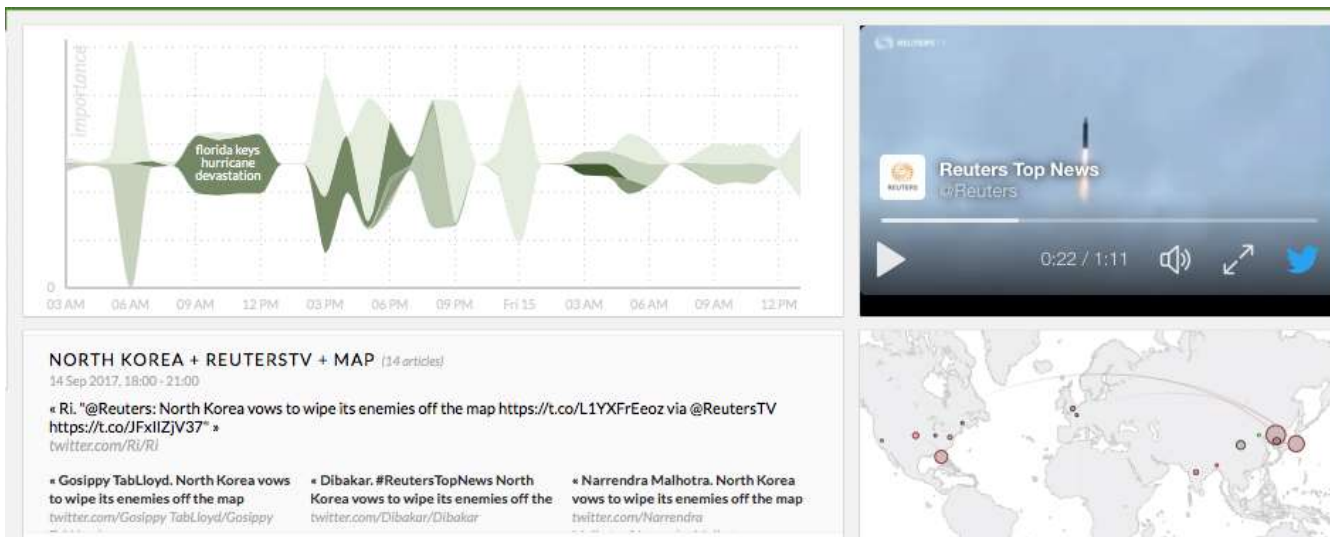 importance
florida keys
hurricane
devastation
0
03 AM 06 AM 09 AM 12 PM 03 PM 06 PM 09 PM Fri 15 03 AM 06 AM 09 AM 12 PM
REUTERS TV
REUTERS
Reuters Top News
@Reuters
0:22 / 1:11
NORTH KOREA + REUTERSTV + MAP (14 articles)
14 Sep 2017, 18:00 - 21:00
« Ri. "@Reuters: North Korea vows to wipe its enemies off the map https://t.co/L1YXFrEeoz via @ReutersTV
https://t.co/JFxIIZjV37" »
twitter.com/Ri/Ri
« Gosippy TabLloyd. North Korea vows
to wipe its enemies off the map
twitter.com/Gosippy TabLloyd/Gosippy
« Dibakar. #ReutersTopNews North
Korea vows to wipe its enemies off the
twitter.com/Dibakar/Dibakar
« Narrendra Malhotra. North Korea
vows to wipe its enemies off the map
twitter.com/Narrendra